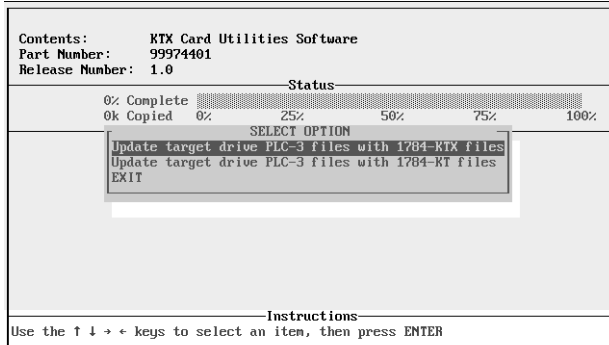 Contents: KTX Card Utilities Software
Part Number: 99974401
Release Number: 1.0
Status
0% Complete
0k Copied 0% 25% 50% 75% 100%
SELECT OPTION
Update target drive PLC-3 files with 1784-KTX files
Update target drive PLC-3 files with 1784-KT files
EXIT
Instructions
Use the ↑ ↓ → ← keys to select an item, then press ENTER